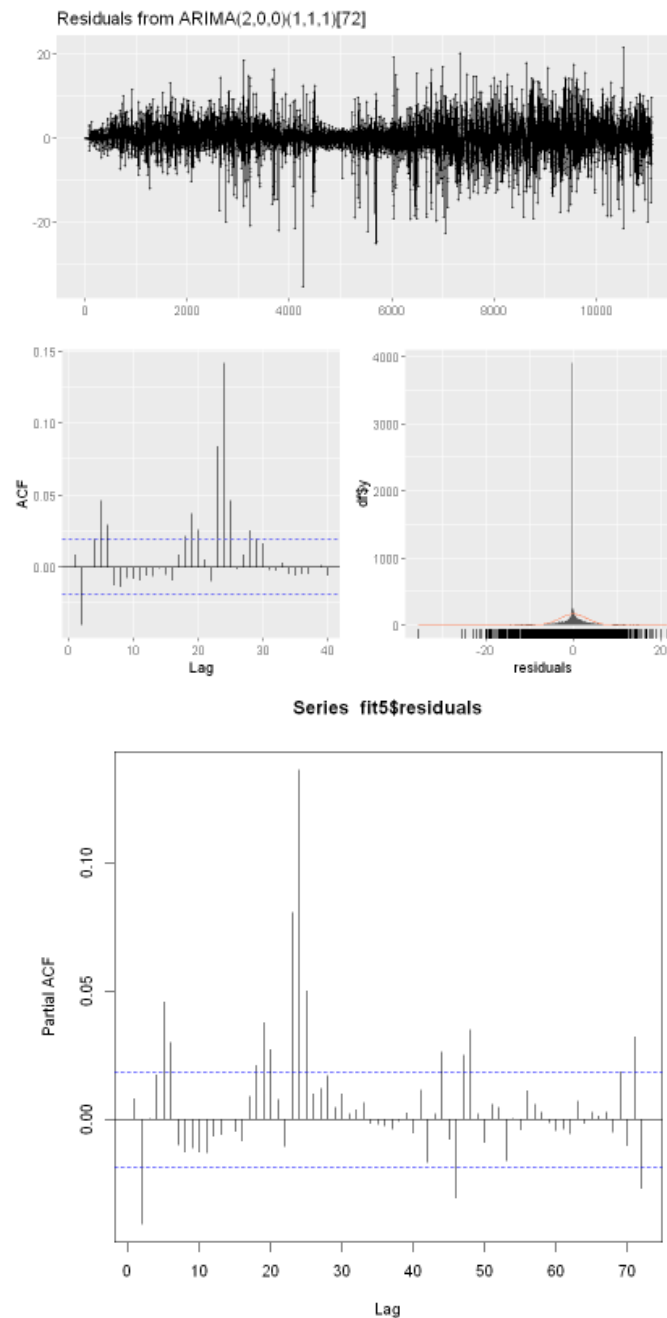 Residuals from ARIMA(2,0,0)(1,1,1)[72]
20
0
-20
0 2000 4000 6000 8000 10000
0.15
0.10
0.05
0.00
ACF
0 10 20 30 40
Lag
4000
3000
2000
1000
0
df$y
-20 0 20
residuals
Series fit5$residuals
0.10
0.05
0.00
Partial ACF
0 10 20 30 40 50 60 70
Lag